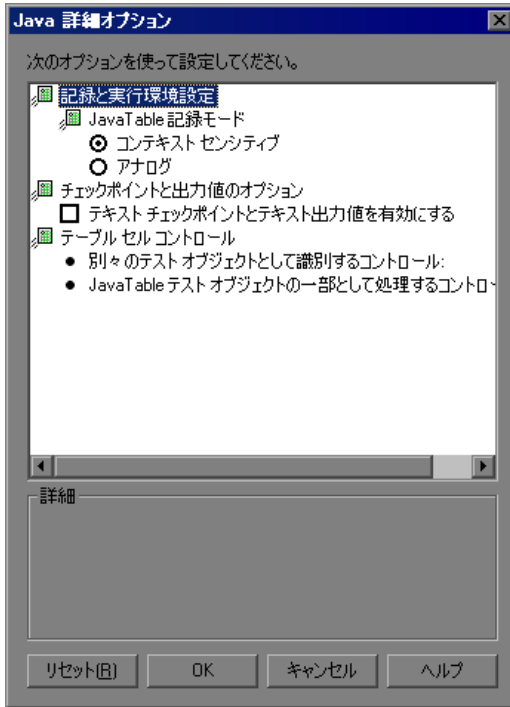 Java 詳細オプション
次のオプションを使って設定してください。
記録と実行環境設定
JavaTable 記録モード
コンテキスト センシティブ
アナログ
チェックポイントと出力値のオプション
テキスト チェックポイントとテキスト出力値を有効にする
テーブル セル コントロール
別々のテスト オブジェクトとして識別するコントロール:
JavaTable テスト オブジェクトの一部として処理するコントロ
詳細
リセット(R)
OK
キャンセル
ヘルプ